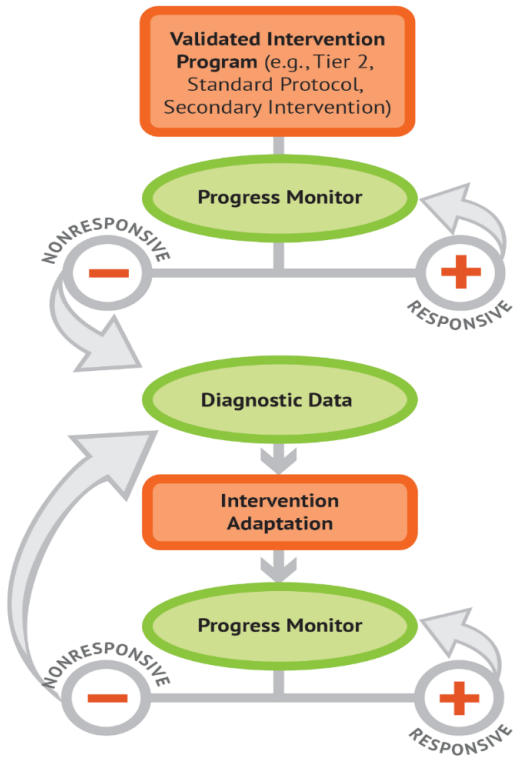 Validated Intervention
Program (e.g., Tier 2,
Standard Protocol,
Secondary Intervention)
Progress Monitor
NONRESPONSIVE
RESPONSIVE
Diagnostic Data
Intervention
Adaptation
Progress Monitor
NONRESPONSIVE
RESPONSIVE